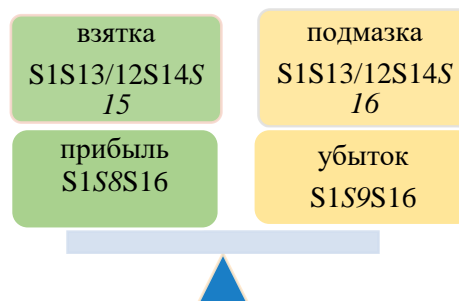 взятка
S1S13/12S14S
15
подмазка
S1S13/12S14S
16
прибыль
S1S8S16
убыток
S1S9S16